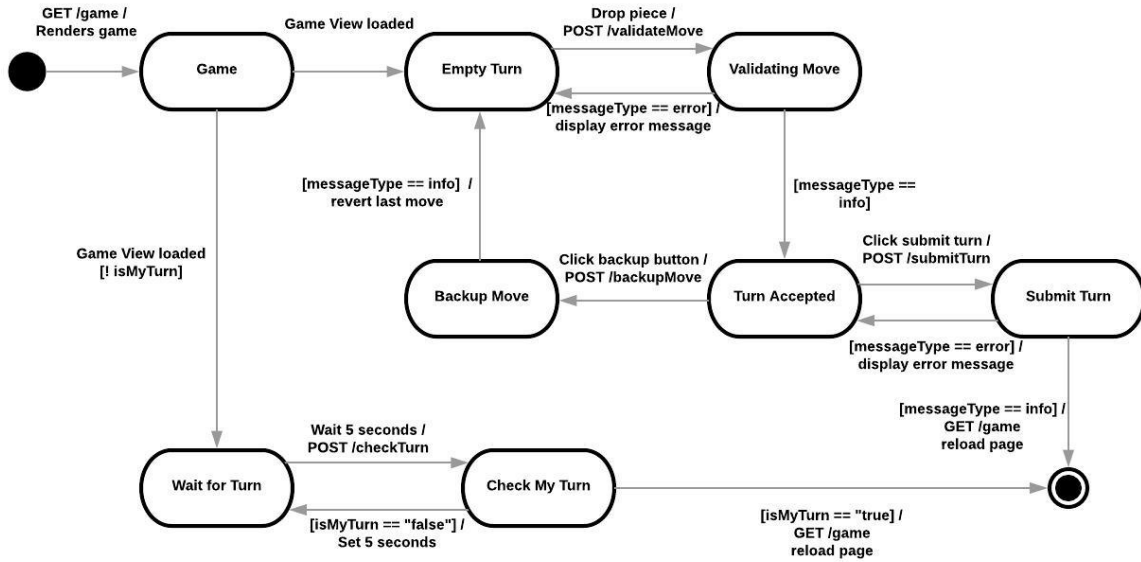 GET /game /
Renders game
Game View loaded
Drop piece /
POST /validateMove
Game
Empty Turn
Validating Move
[messageType == error] /
display error message
[messageType == info]  /
revert last move
[messageType ==
info]
Game View loaded
[! isMyTurn]
Click backup button /
POST /backupMove
Click submit turn /
POST /submitTurn
Backup Move
Turn Accepted
Submit Turn
[messageType == error] /
display error message
[messageType == info] /
GET /game
reload page
Wait 5 seconds /
POST /checkTurn
Wait for Turn
Check My Turn
[isMyTurn == "false"] /
Set 5 seconds
[isMyTurn == "true] /
GET /game
reload page